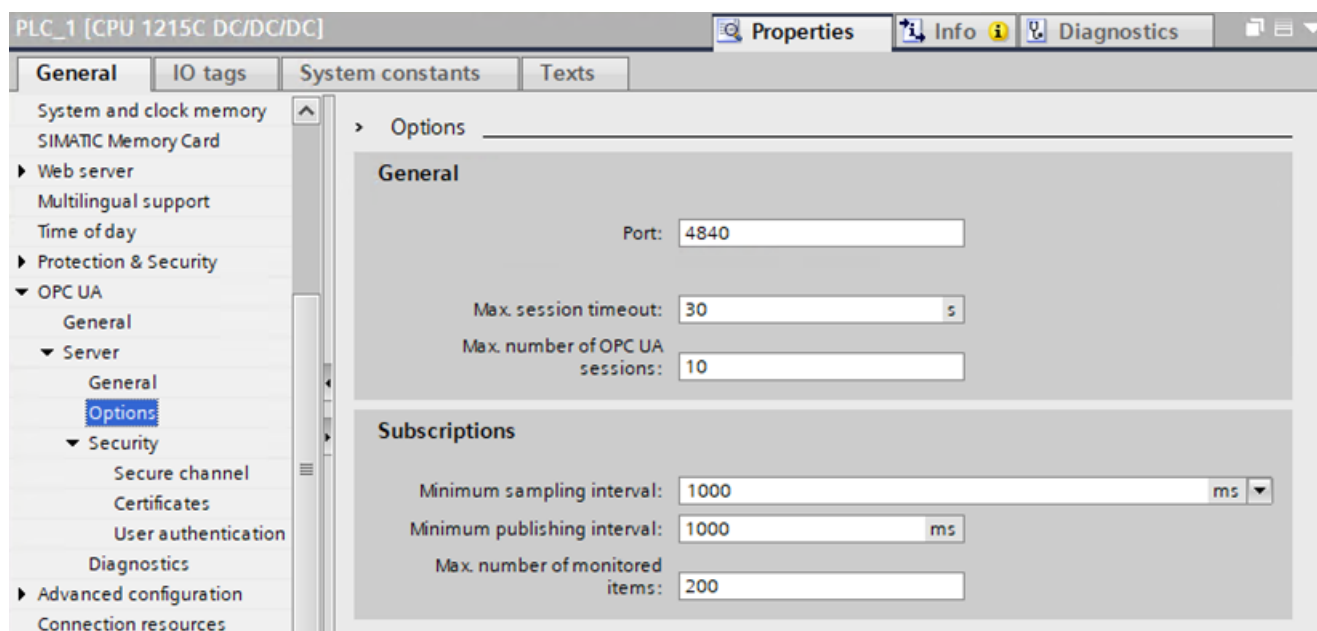 PLC_1 [CPU 1215C DC/DC/DC]
Properties
Info
Diagnostics
General
IO tags
System constants
Texts
System and clock memory
SIMATIC Memory Card
Web server
Multilingual support
Time of day
Protection & Security
OPC UA
General
Server
General
Options
Security
Secure channel
Certificates
User authentication
Diagnostics
Advanced configuration
Connection resources
Options
General
Port: 4840
Max. session timeout: 30 s
Max. number of OPC UA
sessions: 10
Subscriptions
Minimum sampling interval: 1000 ms
Minimum publishing interval: 1000 ms
Max. number of monitored
items: 200